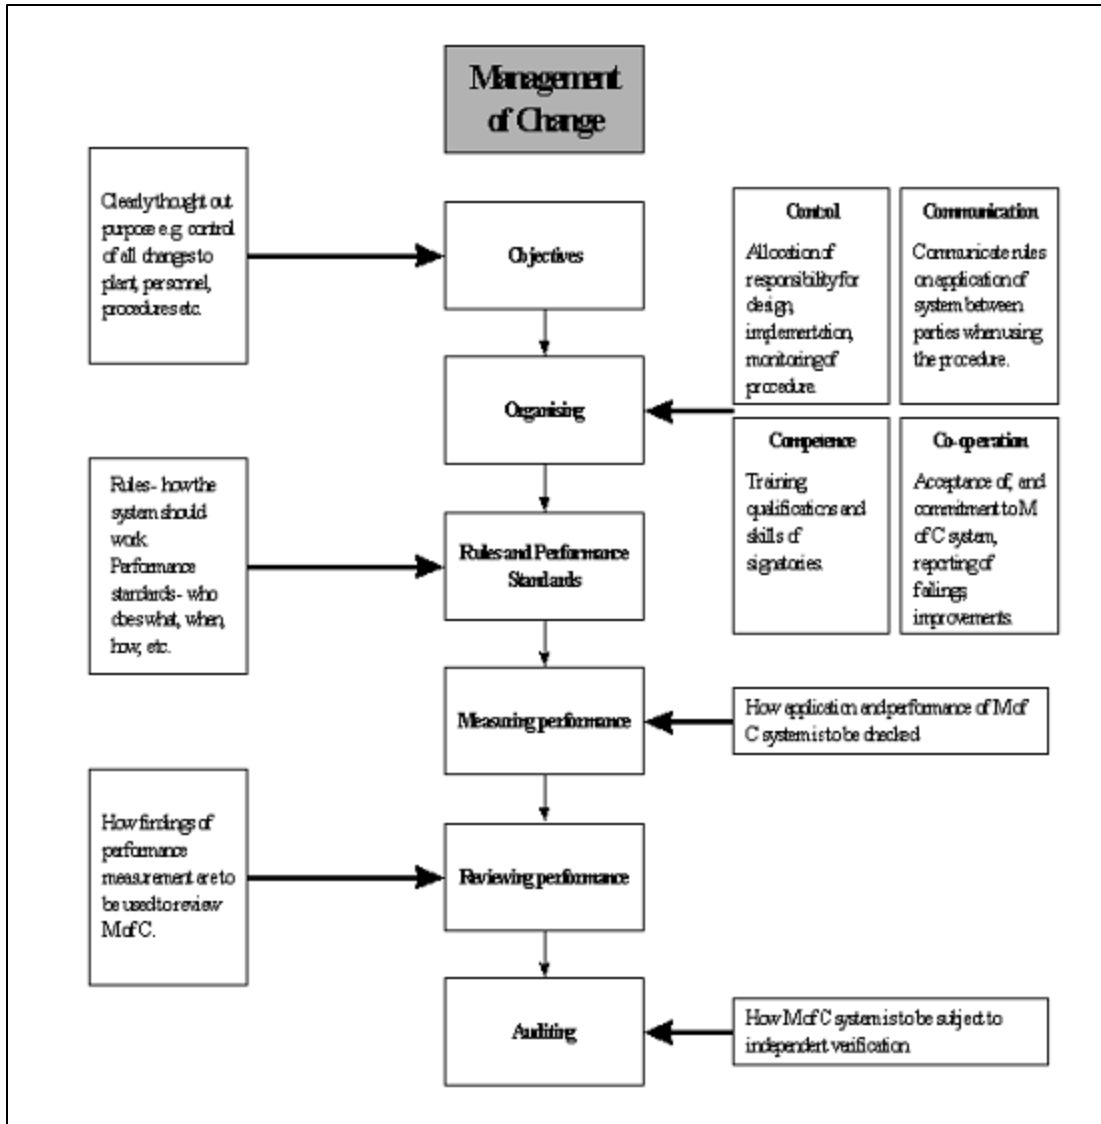 Management
of Change
Clearly thought out
purpose e.g. control
of all changes to
plant, personnel,
procedures etc.
Objectives
Control
Allocation of
responsibility for
design,
implementation,
monitoring of
procedure.
Communication
Communicate rules
on application of
system between
parties when using
the procedure.
Organising
Competence
Training
qualifications and
skills of
signatories.
Co-operation
Acceptance of, and
commitment to M
of C system,
reporting of
failings,
improvements.
Rules - how the
system should
work.
Performance
standards - who
does what, when,
how, etc.
Rules and Performance
Standards
Measuring performance
How application and performance of M of
C system is to be checked
How findings of
performance
measurement are to
be used to review
M of C.
Reviewing performance
Auditing
How M of C system is to be subject to
independent verification